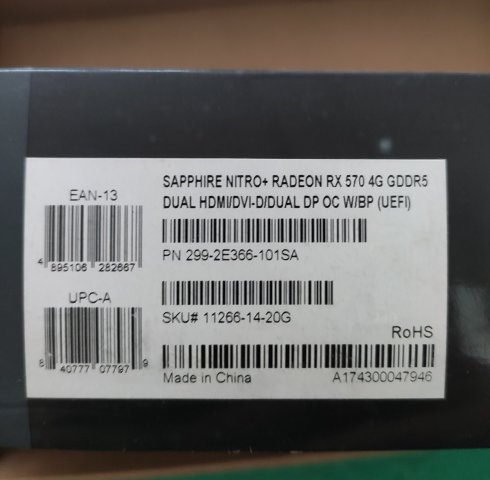 EAN-13
4 895106 282667
UPC-A
8 40777 07797 9
SAPPHIRE NITRO+ RADEON RX 570 4G GDDR5
DUAL HDMI/DVI-D/DUAL DP OC W/BP (UEFI)
PN 299-2E366-101SA
SKU# 11266-14-20G
RoHS
Made in China A174300047946